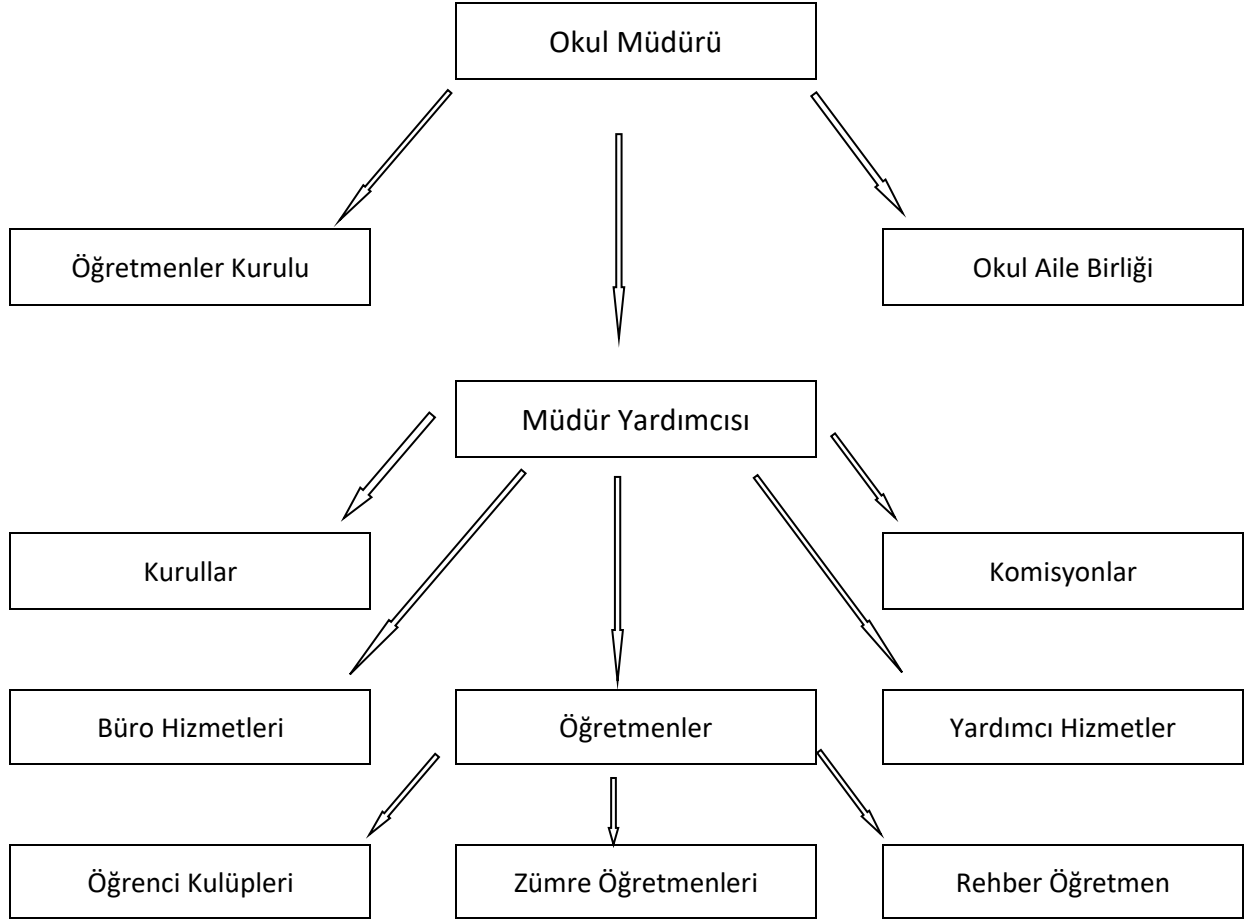 Okul Müdürü
Öğretmenler Kurulu
Okul Aile Birliği
Müdür Yardımcısı
Kurullar
Komisyonlar
Büro Hizmetleri
Öğretmenler
Yardımcı Hizmetler
Öğrenci Kulüpleri
Zümre Öğretmenleri
Rehber Öğretmen